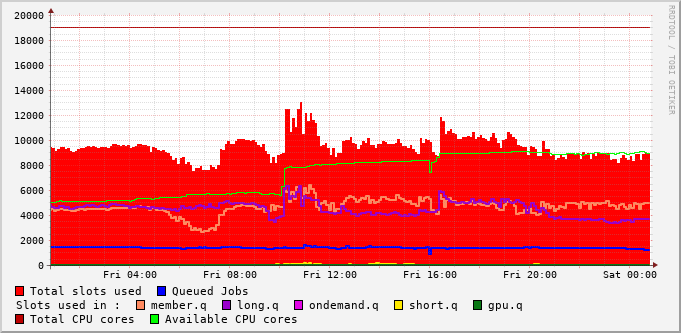 20000
18000
16000
14000
12000
10000
8000
6000
4000
2000
0
Fri 04:00 Fri 08:00 Fri 12:00 Fri 16:00 Fri 20:00 Sat 00:00
RRDTOOL / TOBI OETIKER
Total slots used Queued Jobs
Slots used in : member.q long.q ondemand.q short.q gpu.q
Total CPU cores Available CPU cores